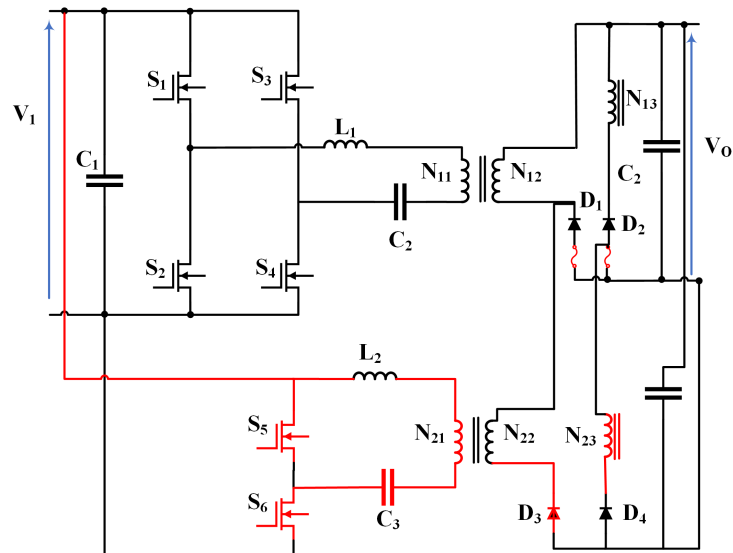 S₁
S₃
N₁₃
V₁
L₁
C₁
N₁₁
N₁₂
V_O
C₂
D₁
D₂
C₂
S₂
S₄
L₂
S₅
N₂₁
N₂₂
N₂₃
S₆
C₃
D₃
D₄